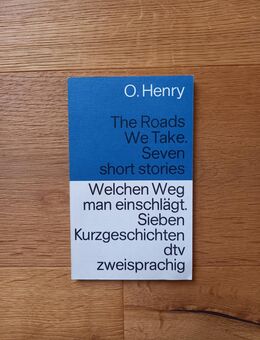 O. Henry
The Roads
We Take.
Seven
short stories
Welchen Weg
man einschlägt.
Sieben
Kurzgeschichten
dtv
zweisprachig